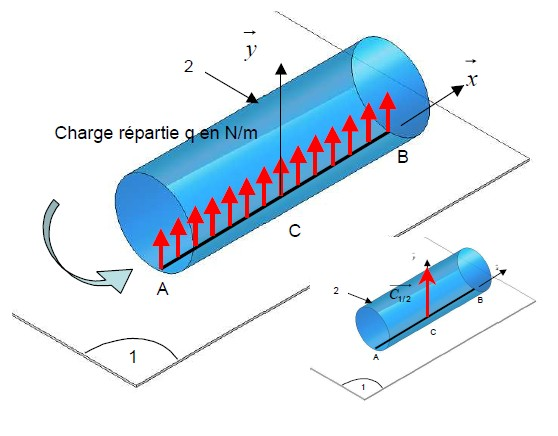 y
x
2
Charge répartie q en N/m
B
C
A
1
C1/2
2
B
C
A
1